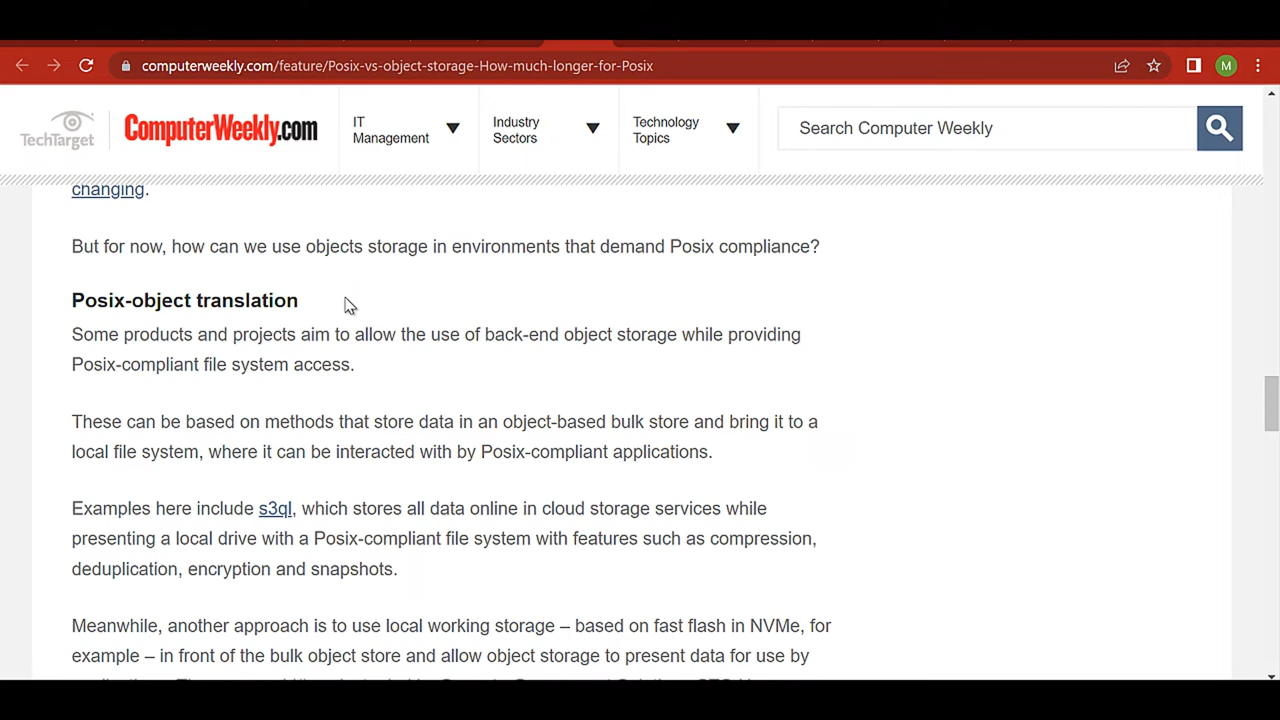 computerweekly.com/feature/Posix-vs-object-storage-How-much-longer-for-Posix
M
TechTarget
ComputerWeekly.com
IT
Management
Industry
Sectors
Technology
Topics
Search Computer Weekly
changing.
But for now, how can we use objects storage in environments that demand Posix compliance?
Posix-object translation
Some products and projects aim to allow the use of back-end object storage while providing
Posix-compliant file system access.
These can be based on methods that store data in an object-based bulk store and bring it to a
local file system, where it can be interacted with by Posix-compliant applications.
Examples here include s3ql, which stores all data online in cloud storage services while
presenting a local drive with a Posix-compliant file system with features such as compression,
deduplication, encryption and snapshots.
Meanwhile, another approach is to use local working storage – based on fast flash in NVMe, for
example – in front of the bulk object store and allow object storage to present data for use by